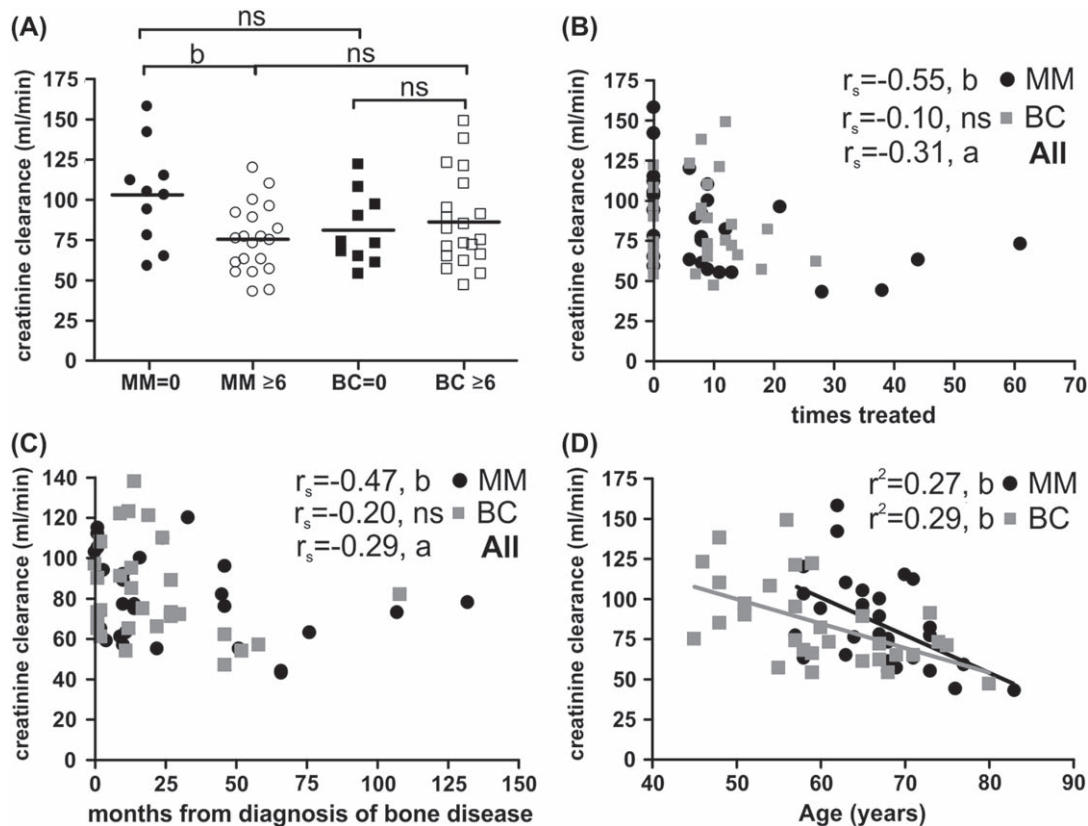 (A)
ns
b
ns
ns
creatinine clearance (ml/min)
175
150
125
100
75
50
25
0
MM=0
MM ≥6
BC=0
BC ≥6
(B)
creatinine clearance (ml/min)
175
150
125
100
75
50
25
0
rs=-0.55, b
MM
rs=-0.10, ns
BC
rs=-0.31, a
All
0
10
20
30
40
50
60
70
times treated
(C)
creatinine clearance (ml/min)
140
120
100
80
60
40
20
0
rs=-0.47, b
MM
rs=-0.20, ns
BC
rs=-0.29, a
All
0
25
50
75
100
125
150
months from diagnosis of bone disease
(D)
creatinine clearance (ml/min)
175
150
125
100
75
50
25
0
r²=0.27, b
MM
r²=0.29, b
BC
40
50
60
70
80
90
Age (years)